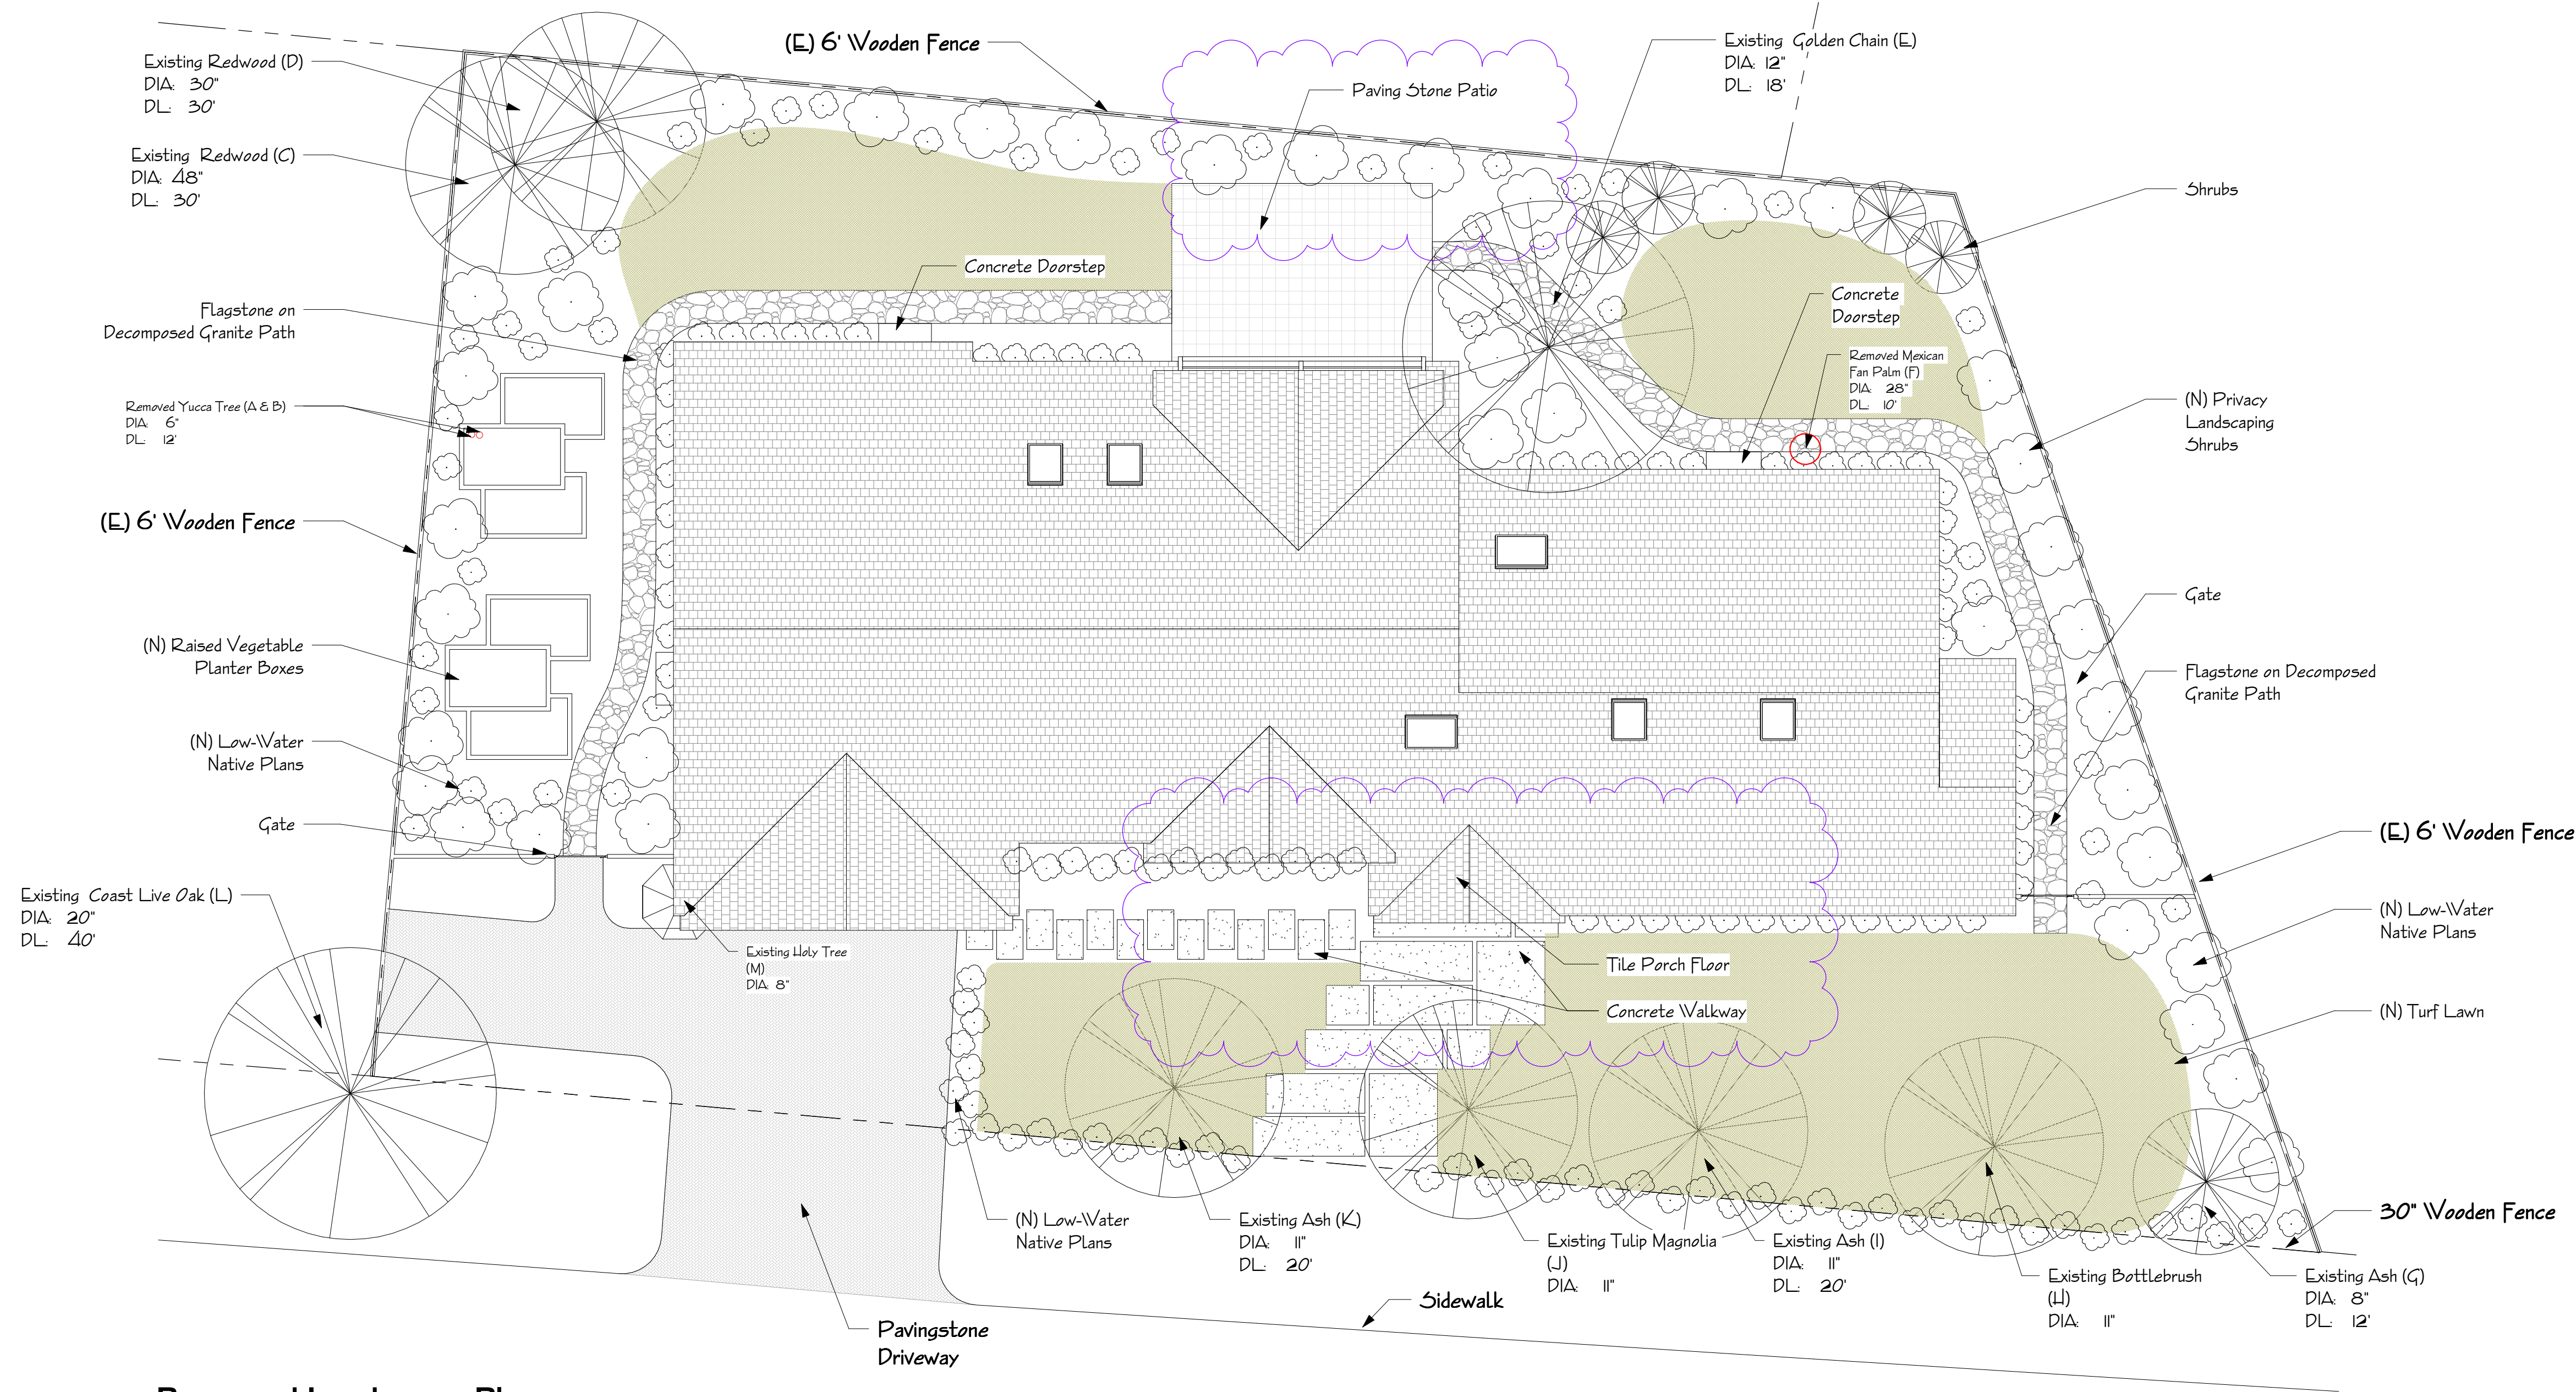 (E) 6' Wooden Fence
Existing Golden Chain (E)
DIA: 12"
DL: 18'
Existing Redwood (D)
DIA: 30"
DL: 30'
Paving Stone Patio
Existing Redwood (C)
DIA: 48"
DL: 30'
Shrubs
Concrete Doorstep
Concrete
Doorstep
Flagstone on
Decomposed Granite Path
Removed Mexican
Fan Palm (F)
DIA: 28"
DL: 10'
Removed Yucca Tree (A & B)
DIA: 6"
DL: 12'
(N) Privacy
Landscaping
Shrubs
(E) 6' Wooden Fence
Gate
(N) Raised Vegetable
Planter Boxes
Flagstone on Decomposed
Granite Path
(N) Low-Water
Native Plans
Gate
(E) 6' Wooden Fence
Existing Coast Live Oak (L)
DIA: 20"
DL: 40'
(N) Low-Water
Native Plans
Existing Holy Tree
(M)
DIA: 8"
Tile Porch Floor
Concrete Walkway
(N) Turf Lawn
(N) Low-Water
Native Plans
Existing Ash (K)
DIA: 11"
DL: 20'
Existing Tulip Magnolia
(J)
DIA: 11"
Existing Ash (I)
DIA: 11"
DL: 20'
30" Wooden Fence
Existing Bottlebrush
(H)
DIA: 11"
Existing Ash (G)
DIA: 8"
DL: 12'
Sidewalk
Pavingstone
Driveway